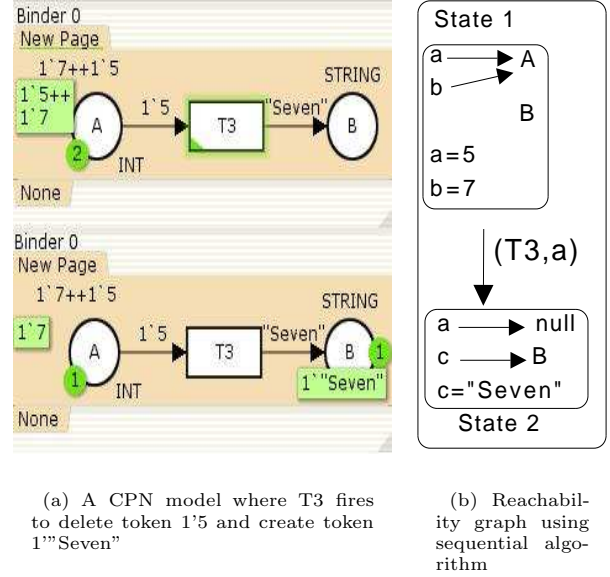 Binder 0
New Page
1`7++1`5
1`5++
1`7
A
2
INT
1`5
T3
"Seven"
STRING
B
None
Binder 0
New Page
1`7++1`5
1`7
A
1
INT
1`5
T3
"Seven"
STRING
B
1
1`"Seven"
None
(a) A CPN model where T3 fires
to delete token 1'5 and create token
1'"Seven"
State 1
a A
b
B
a=5
b=7
(T3,a)
a null
c B
c="Seven"
State 2
(b) Reachabil-
ity graph using
sequential algo-
rithm